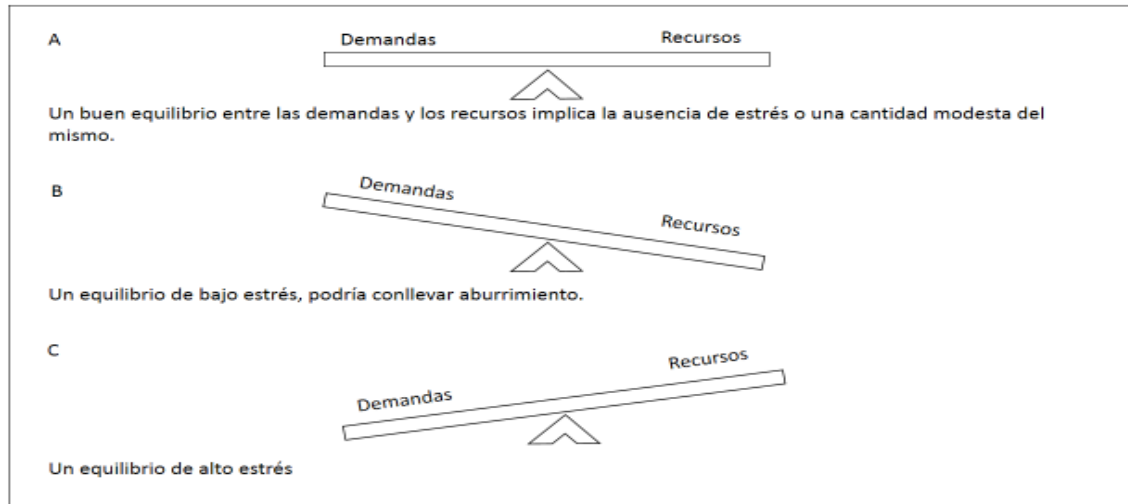 A
Demandas Recursos
Un buen equilibrio entre las demandas y los recursos implica la ausencia de estrés o una cantidad modesta del
mismo.
B
Demandas
Recursos
Un equilibrio de bajo estrés, podría conllevar aburrimiento.
C
Recursos
Demandas
Un equilibrio de alto estrés